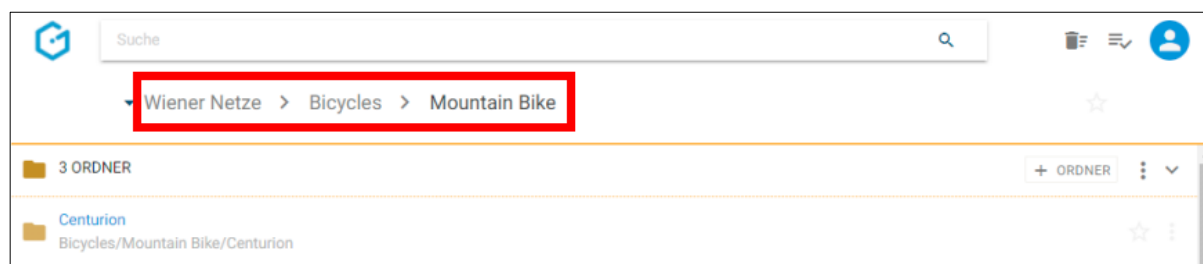 Suche
Wiener Netze > Bicycles > Mountain Bike
3 ORDNER
+ ORDNER
Centurion
Bicycles/Mountain Bike/Centurion